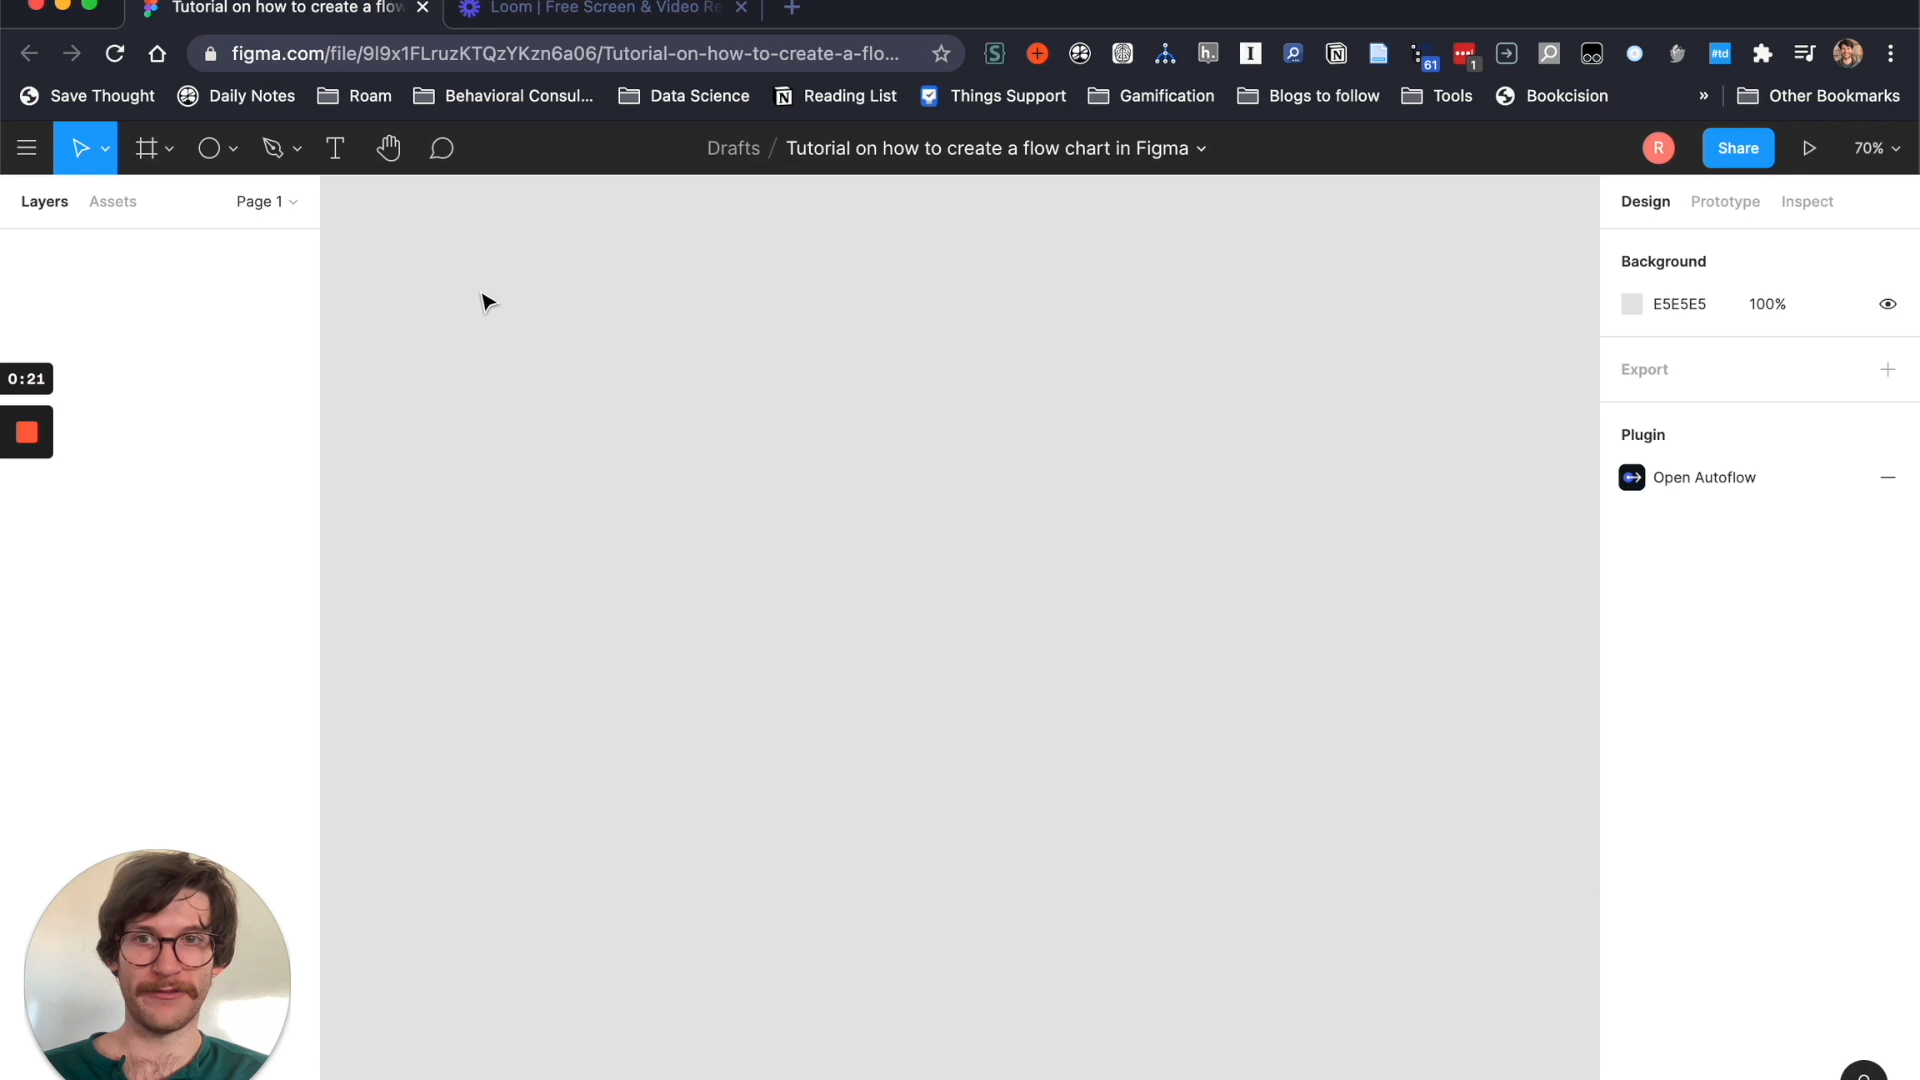 Tutorial on how to create a flow
Loom | Free Screen & Video Re
figma.com/file/9l9x1FLruzKTQzYKzn6a06/Tutorial-on-how-to-create-a-flo...
S
h.
I
N
61
1
#td
Save Thought
Daily Notes
Roam
Behavioral Consul...
Data Science
Reading List
Things Support
Gamification
Blogs to follow
Tools
Bookcision
»
Other Bookmarks
T
Drafts / Tutorial on how to create a flow chart in Figma
R
Share
70%
Layers
Assets
Page 1
Design
Prototype
Inspect
Background
E5E5E5
100%
0:21
Export
Plugin
Open Autoflow